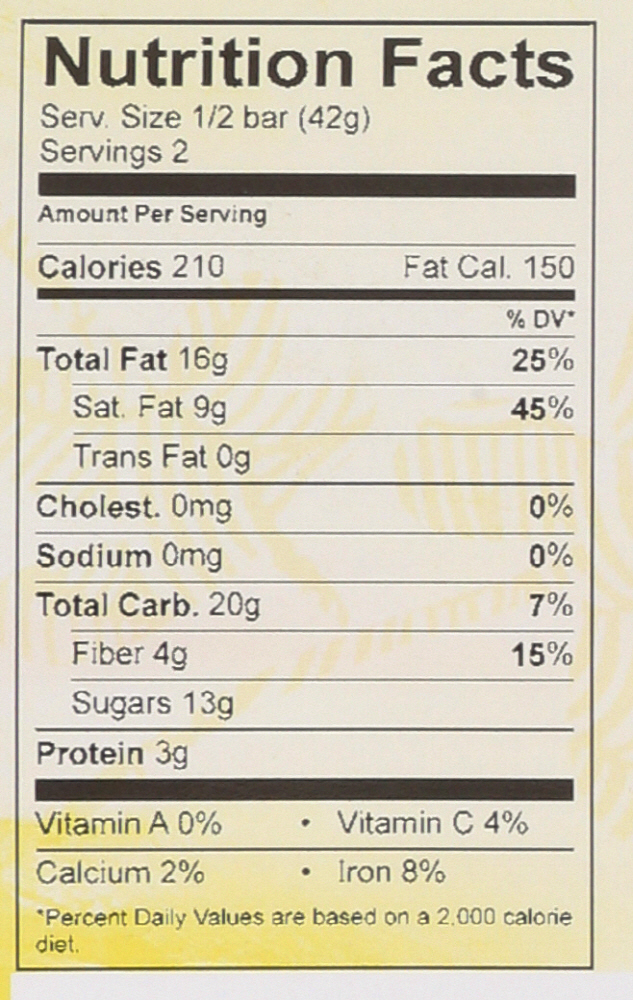 Nutrition Facts
Serv. Size 1/2 bar (42g)
Servings 2
Amount Per Serving
Calories 210 Fat Cal. 150
% DV*
Total Fat 16g 25%
Sat. Fat 9g 45%
Trans Fat 0g
Cholest. 0mg 0%
Sodium 0mg 0%
Total Carb. 20g 7%
Fiber 4g 15%
Sugars 13g
Protein 3g
Vitamin A 0% • Vitamin C 4%
Calcium 2% • Iron 8%
*Percent Daily Values are based on a 2,000 calorie
diet.